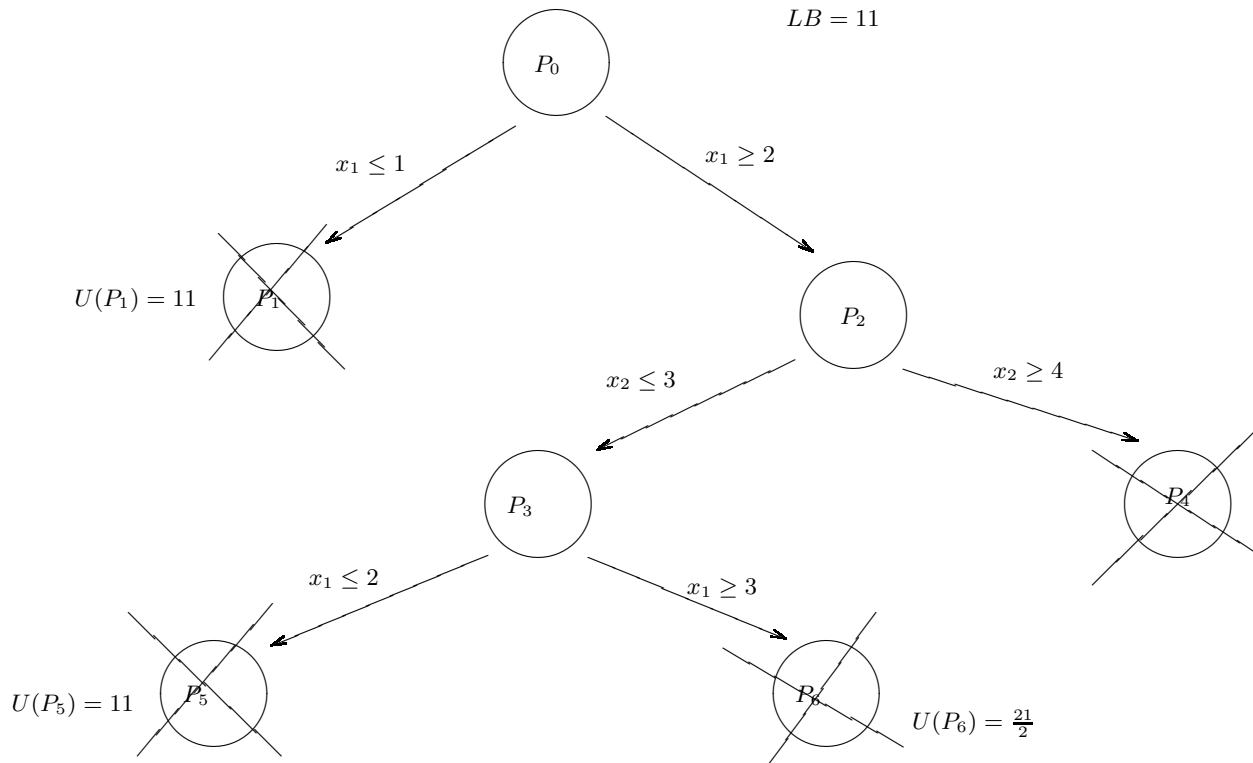 LB = 11
P₀
x₁ ≤ 1
x₁ ≥ 2
U(P₁) = 11
P₁
P₂
x₂ ≤ 3
x₂ ≥ 4
P₃
P₄
x₁ ≤ 2
x₁ ≥ 3
U(P₅) = 11
P₅
P₆
U(P₆) = 21/2